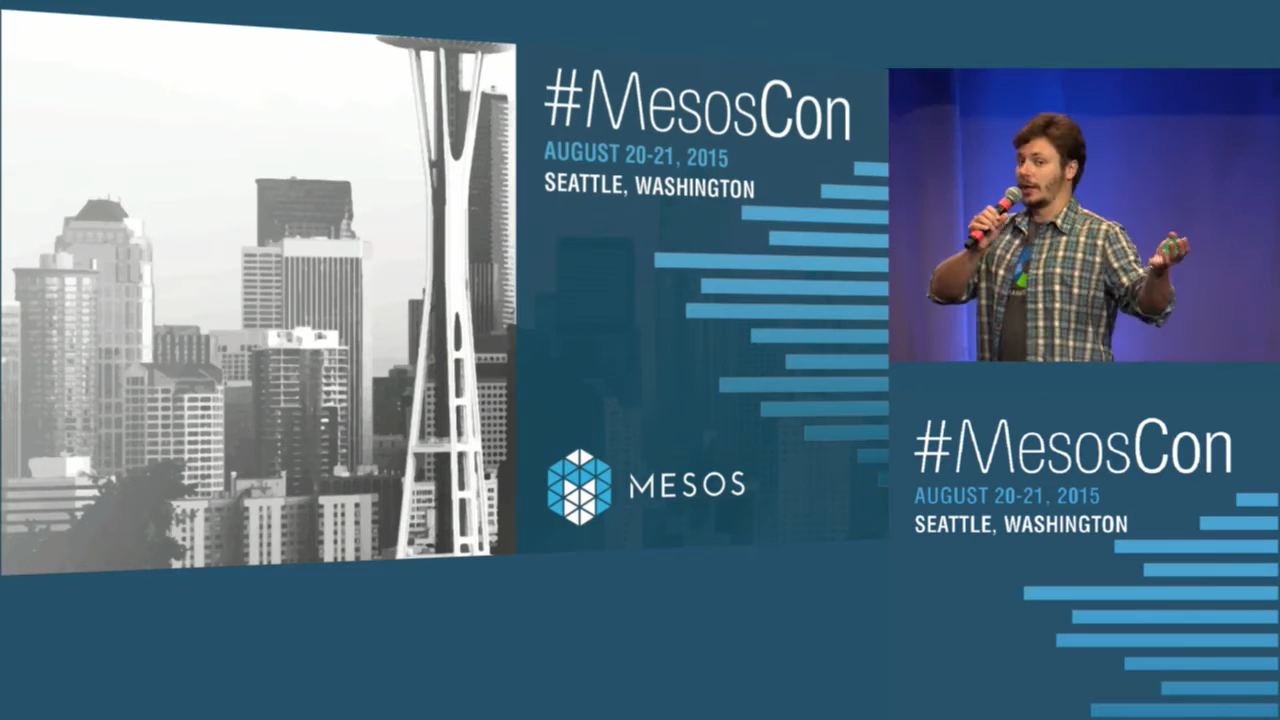 #MesosCon
AUGUST 20-21, 2015
SEATTLE, WASHINGTON
MESOS
#MesosCon
AUGUST 20-21, 2015
SEATTLE, WASHINGTON